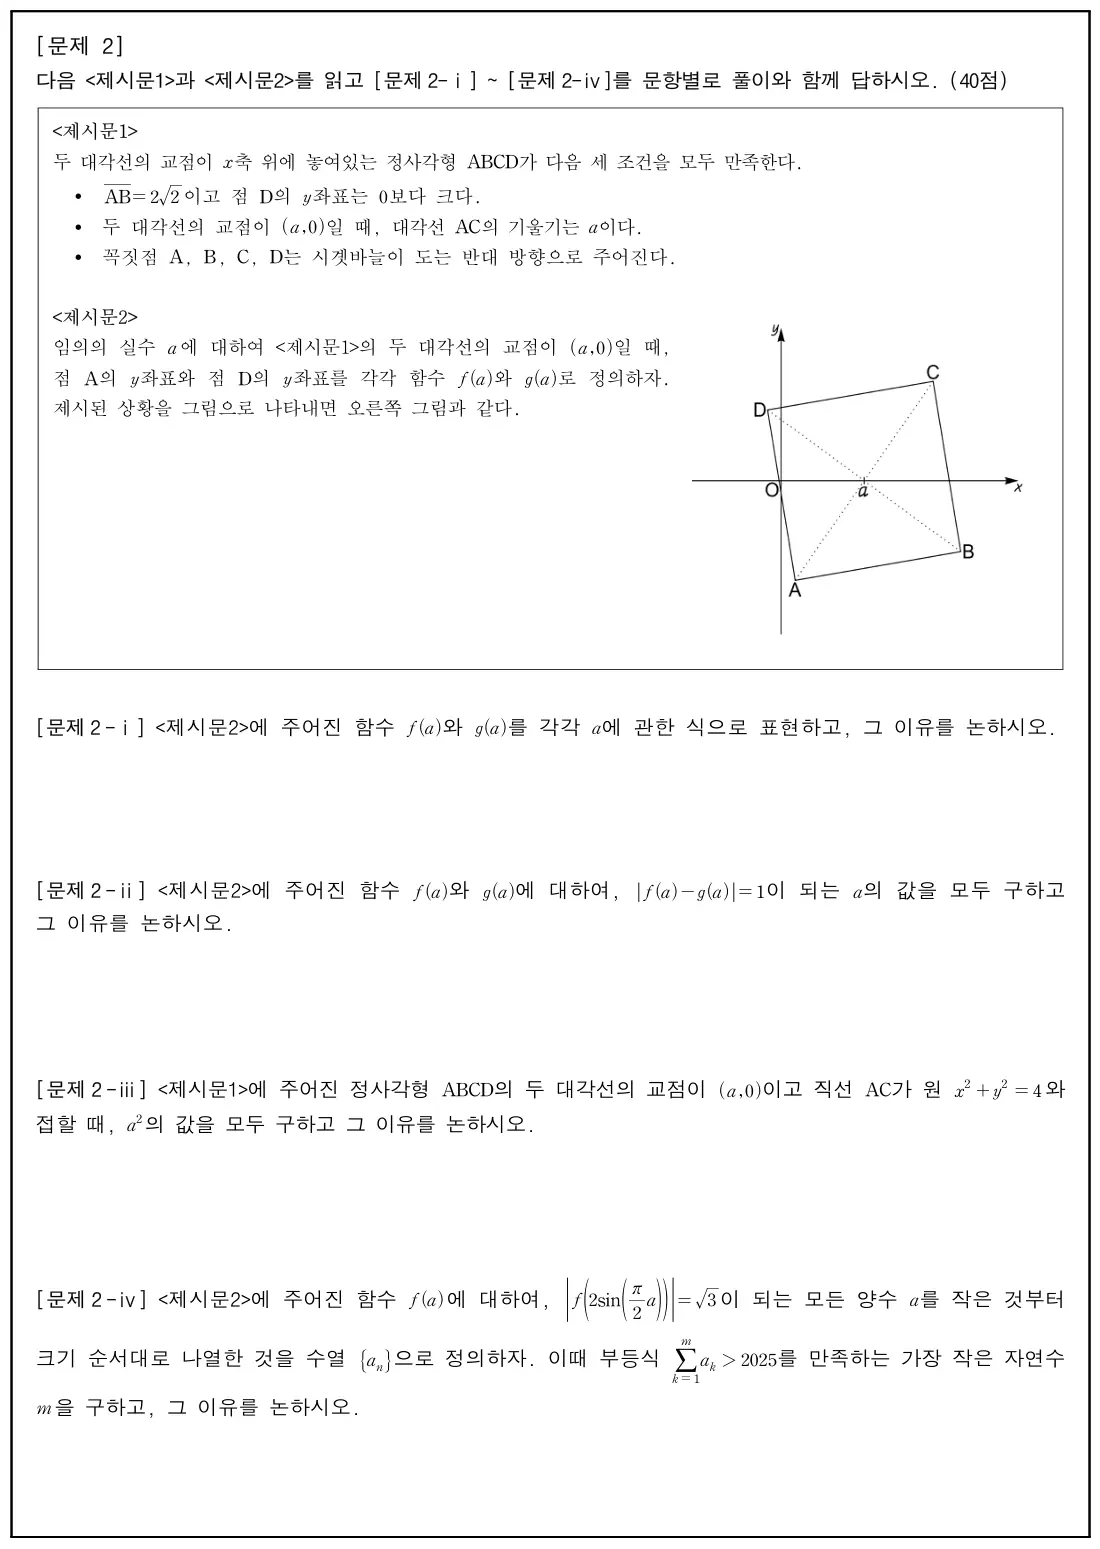 [문제 2]
다음 <제시문1>과 <제시문2>를 읽고 [문제 2-ⅰ] ~ [문제 2-ⅳ]를 문항별로 풀이와 함께 답하시오. (40점)
<제시문1>
두 대각선의 교점이 x축 위에 놓여있는 정사각형 ABCD가 다음 세 조건을 모두 만족한다.
• \overline{AB}=2√2 이고 점 D의 y좌표는 0보다 크다.
• 두 대각선의 교점이 (a,0)일 때, 대각선 AC의 기울기는 a이다.
• 꼭짓점 A, B, C, D는 시곗바늘이 도는 반대 방향으로 주어진다.
<제시문2>
임의의 실수 a에 대하여 <제시문1>의 두 대각선의 교점이 (a,0)일 때,
점 A의 y좌표와 점 D의 y좌표를 각각 함수 f(a)와 g(a)로 정의하자.
제시된 상황을 그림으로 나타내면 오른쪽 그림과 같다.
y
C
D
O
a
x
B
A
[문제 2-ⅰ] <제시문2>에 주어진 함수 f(a)와 g(a)를 각각 a에 관한 식으로 표현하고, 그 이유를 논하시오.
[문제 2-ⅱ] <제시문2>에 주어진 함수 f(a)와 g(a)에 대하여, |f(a)-g(a)|=1이 되는 a의 값을 모두 구하고
그 이유를 논하시오.
[문제 2-ⅲ] <제시문1>에 주어진 정사각형 ABCD의 두 대각선의 교점이 (a,0)이고 직선 AC가 원 x²+y²=4와
접할 때, a²의 값을 모두 구하고 그 이유를 논하시오.
[문제 2-ⅳ] <제시문2>에 주어진 함수 f(a)에 대하여, |f(2sin(π/2 a))|=√3이 되는 모든 양수 a를 작은 것부터
크기 순서대로 나열한 것을 수열 {aₙ}으로 정의하자. 이때 부등식 \sum_{k=1}^{m} a_k > 2025를 만족하는 가장 작은 자연수
m을 구하고, 그 이유를 논하시오.